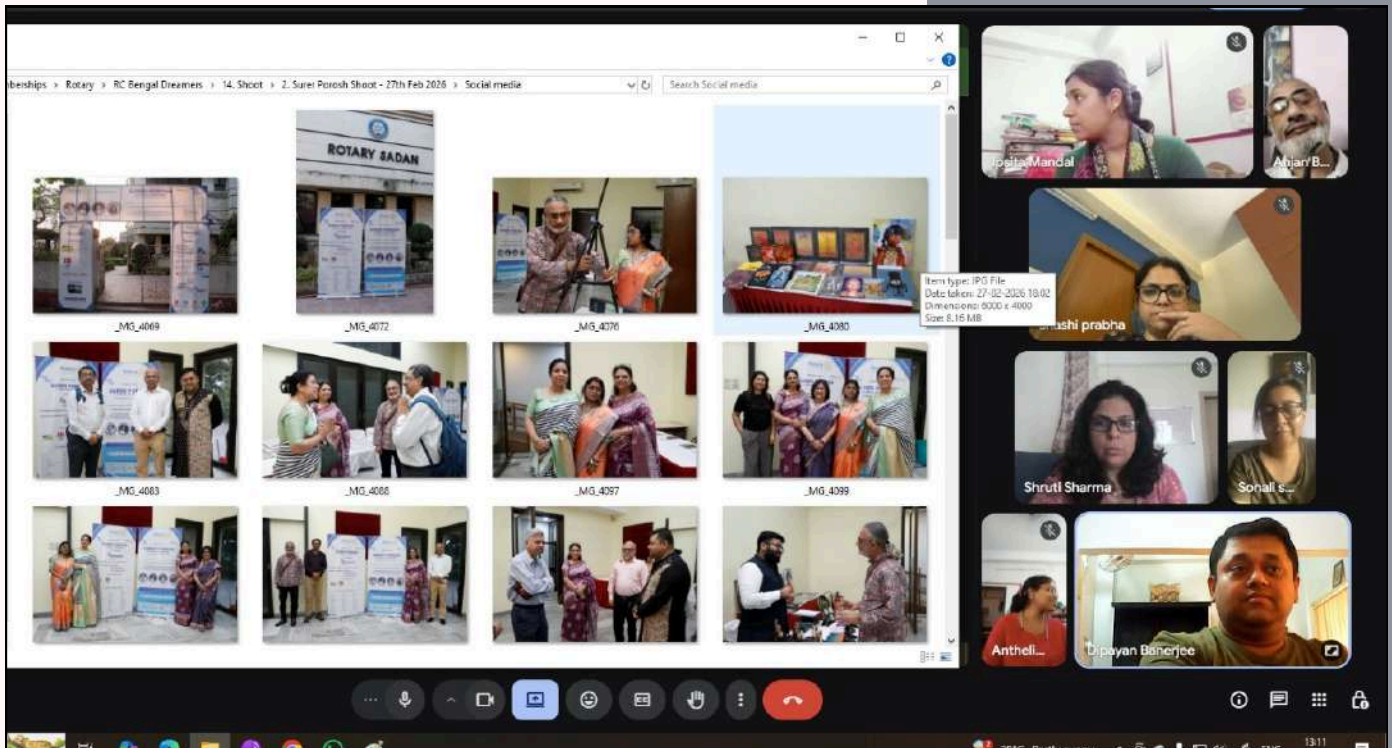 Rotary > RC Bengal Dreamers > 14. Shoot > 2. Surer Porosh Shoot - 27th Feb 2026 > Social media
Search Social media
ROTARY SADAN
_MG_4069
_MG_4072
_MG_4076
_MG_4080
Item type: JPG File
Date taken: 27-02-2026 18:02
Dimensions: 6000 x 4000
Size: 8.16 MB
_MG_4083
_MG_4088
_MG_4097
_MG_4099
Ipsita Mandal
Anjan B...
Shashi prabha
Shruti Sharma
Sonali s...
Antheli...
Dipayan Banerjee
CC
13:11